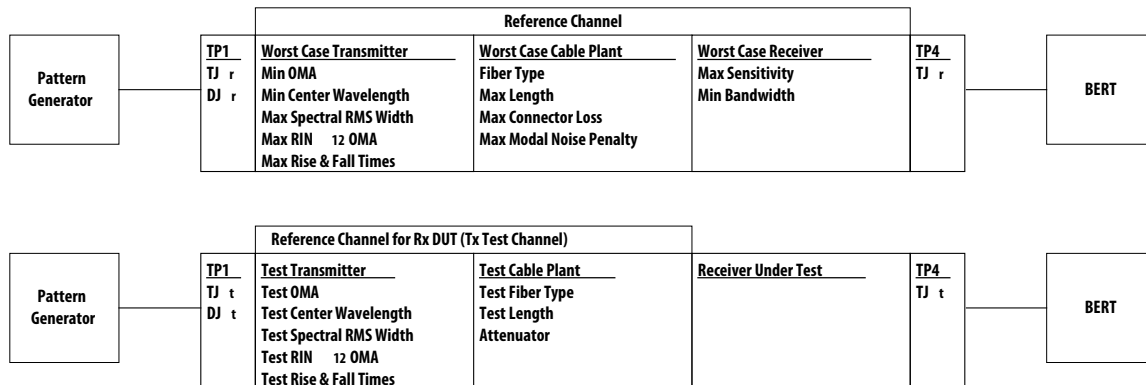 Reference Channel
Pattern
Generator
TP1
TJ r
DJ r
Worst Case Transmitter
Min OMA
Min Center Wavelength
Max Spectral RMS Width
Max RIN 12 OMA
Max Rise & Fall Times
Worst Case Cable Plant
Fiber Type
Max Length
Max Connector Loss
Max Modal Noise Penalty
Worst Case Receiver
Max Sensitivity
Min Bandwidth
TP4
TJ r
BERT
Reference Channel for Rx DUT (Tx Test Channel)
Pattern
Generator
TP1
TJ t
DJ t
Test Transmitter
Test OMA
Test Center Wavelength
Test Spectral RMS Width
Test RIN 12 OMA
Test Rise & Fall Times
Test Cable Plant
Test Fiber Type
Test Length
Attenuator
Receiver Under Test
TP4
TJ t
BERT